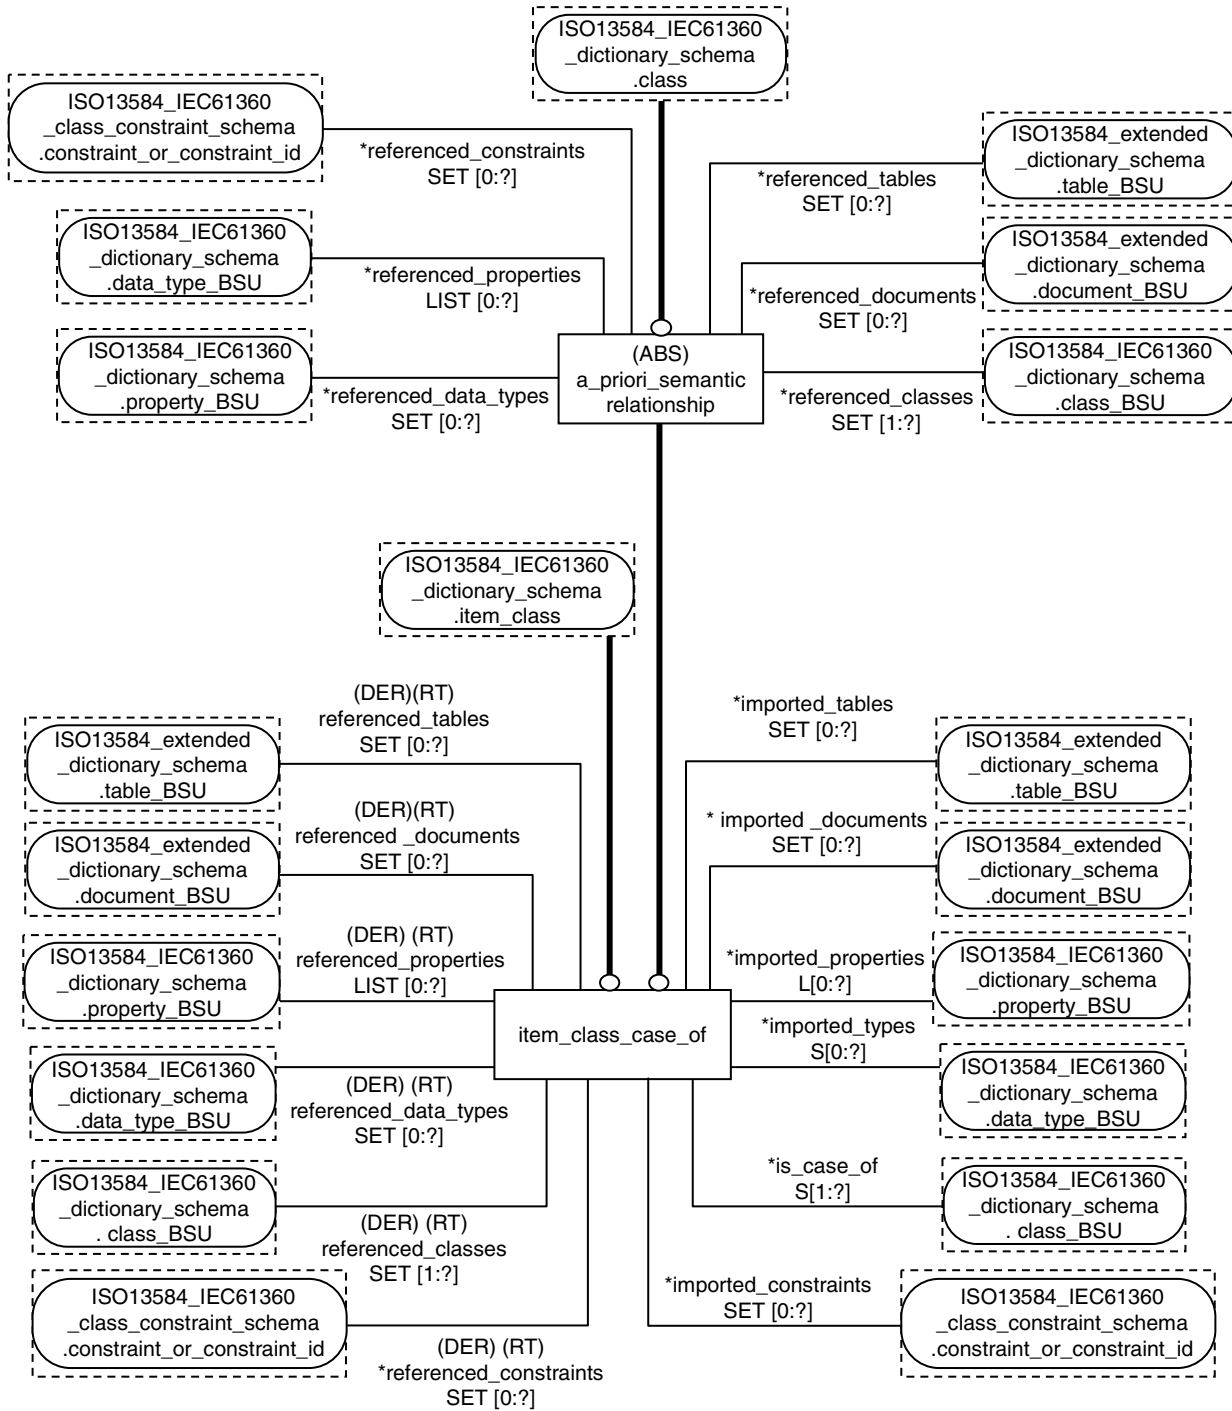 ISO13584_IEC61360
_dictionary_schema
.class
ISO13584_IEC61360
_class_constraint_schema
.constraint_or_constraint_id
*referenced_constraints
SET [0:?]
ISO13584_extended
_dictionary_schema
.table_BSU
*referenced_tables
SET [0:?]
ISO13584_IEC61360
_dictionary_schema
.data_type_BSU
*referenced_properties
LIST [0:?]
ISO13584_extended
_dictionary_schema
.document_BSU
*referenced_documents
SET [0:?]
ISO13584_IEC61360
_dictionary_schema
.property_BSU
*referenced_data_types
SET [0:?]
(ABS)
a_priori_semantic
relationship
*referenced_classes
SET [1:?]
ISO13584_IEC61360
_dictionary_schema
.class_BSU
ISO13584_IEC61360
_dictionary_schema
.item_class
(DER)(RT)
referenced_tables
SET [0:?]
ISO13584_extended
_dictionary_schema
.table_BSU
*imported_tables
SET [0:?]
ISO13584_extended
_dictionary_schema
.table_BSU
(DER)(RT)
referenced _documents
SET [0:?]
ISO13584_extended
_dictionary_schema
.document_BSU
* imported _documents
SET [0:?]
ISO13584_extended
_dictionary_schema
.document_BSU
(DER) (RT)
referenced_properties
LIST [0:?]
ISO13584_IEC61360
_dictionary_schema
.property_BSU
*imported_properties
L[0:?]
ISO13584_IEC61360
_dictionary_schema
.property_BSU
item_class_case_of
*imported_types
S[0:?]
ISO13584_IEC61360
_dictionary_schema
.data_type_BSU
(DER) (RT)
referenced_data_types
SET [0:?]
ISO13584_IEC61360
_dictionary_schema
.data_type_BSU
ISO13584_IEC61360
_dictionary_schema
. class_BSU
(DER) (RT)
referenced_classes
SET [1:?]
*is_case_of
S[1:?]
ISO13584_IEC61360
_dictionary_schema
. class_BSU
ISO13584_IEC61360
_class_constraint_schema
.constraint_or_constraint_id
(DER) (RT)
*referenced_constraints
SET [0:?]
*imported_constraints
SET [0:?]
ISO13584_IEC61360
_class_constraint_schema
.constraint_or_constraint_id